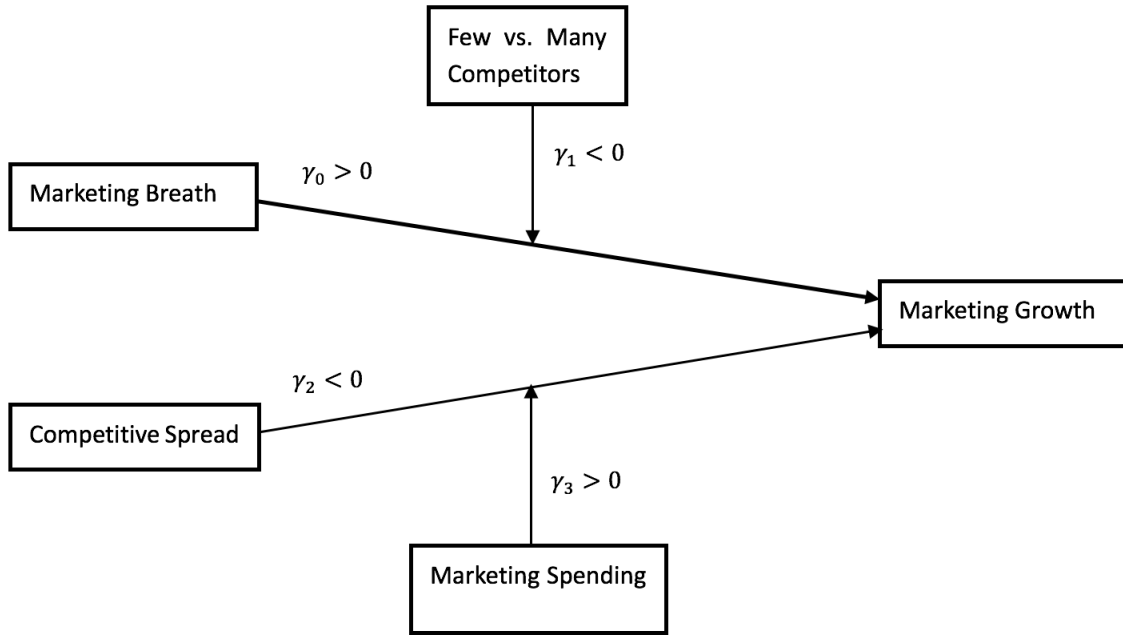 Few vs. Many
Competitors
γ₁ < 0
γ₀ > 0
Marketing Breath
Marketing Growth
γ₂ < 0
Competitive Spread
γ₃ > 0
Marketing Spending